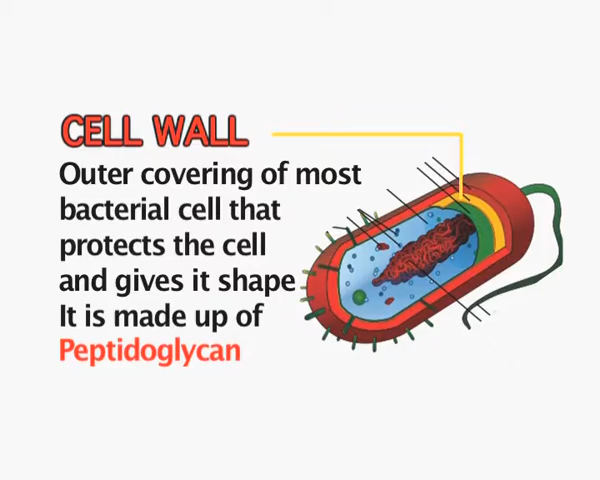 CELL WALL
Outer covering of most
bacterial cell that
protects the cell
and gives it shape
It is made up of
Peptidoglycan